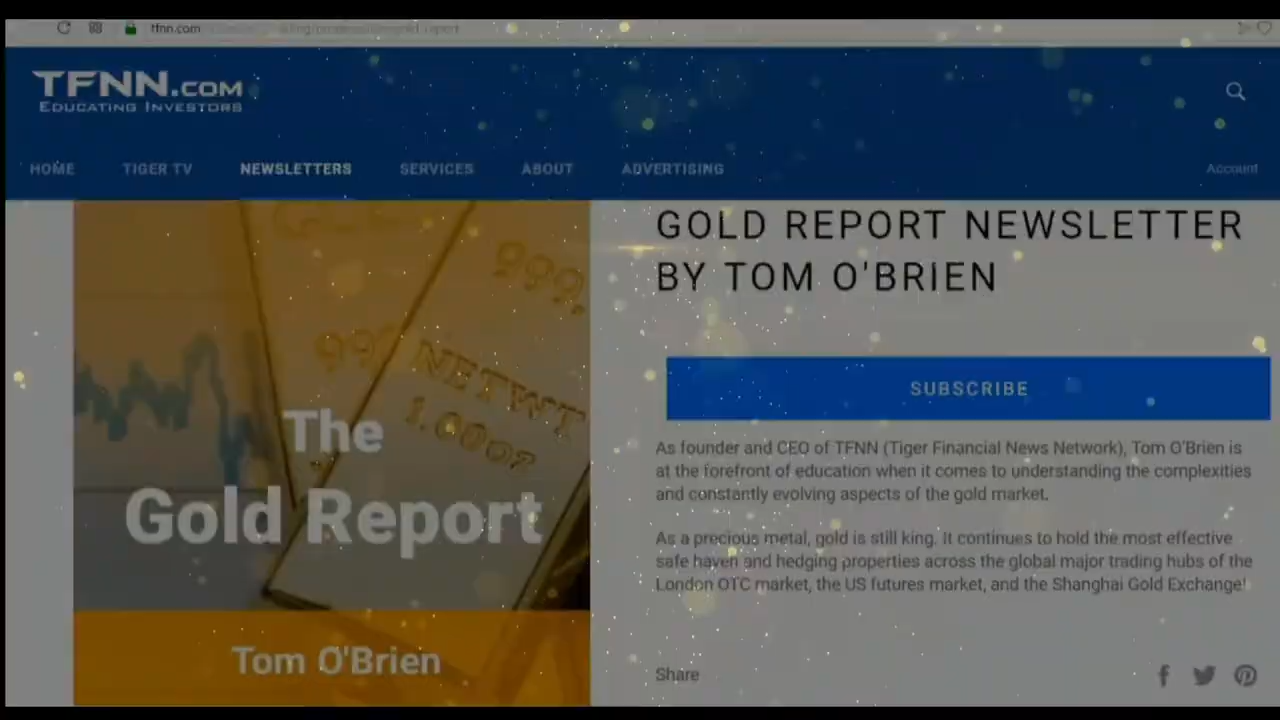 tfnn.com
TFNN.COM
EDUCATING INVESTORS
HOME TIGER TV NEWSLETTERS SERVICES ABOUT ADVERTISING Account
GOLD REPORT NEWSLETTER
BY TOM O'BRIEN
999.
NETWT
1.00oz
The
Gold Report
Tom O'Brien
SUBSCRIBE
As founder and CEO of TFNN (Tiger Financial News Network), Tom O'Brien is
at the forefront of education when it comes to understanding the complexities
and constantly evolving aspects of the gold market.
As a precious metal, gold is still king. It continues to hold the most effective
safe haven and hedging properties across the global major trading hubs of the
London OTC market, the US futures market, and the Shanghai Gold Exchange!
Share